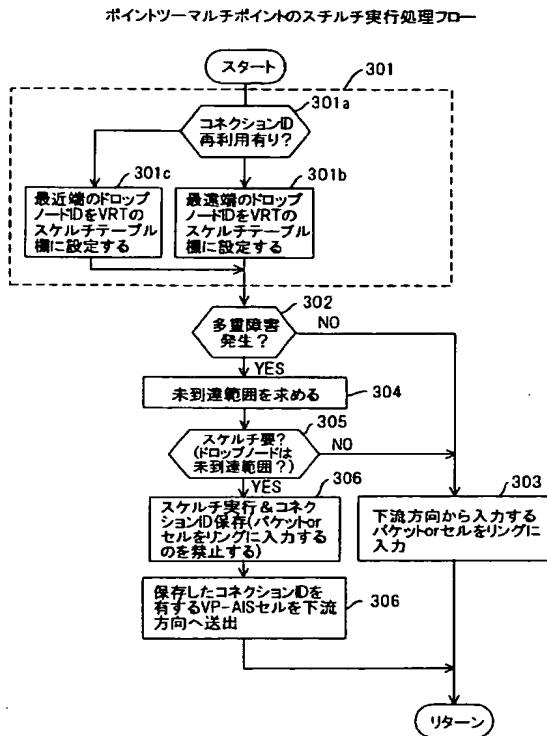 ポイントツーマルチポイントのスチルチ実行処理フロー
スタート
301
301a
コネクションID
再利用有り?
301c
最近端のドロップ
ノードIDをVRTの
スケルチテーブル
欄に設定する
301b
最遠端のドロップ
ノードIDをVRTの
スケルチテーブル
欄に設定する
302
多重障害
発生?
NO
YES
304
未到達範囲を求める
305
スケルチ要?
(ドロップノードは
未到達範囲?)
NO
YES
306
スケルチ実行&コネク
ションID保存(パケットor
セルをリングに入力する
のを禁止する)
303
下流方向から入力する
パケットorセルをリングに
入力
保存したコネクションIDを
有するVP-AISセルを下流
方向へ送出
306
リターン